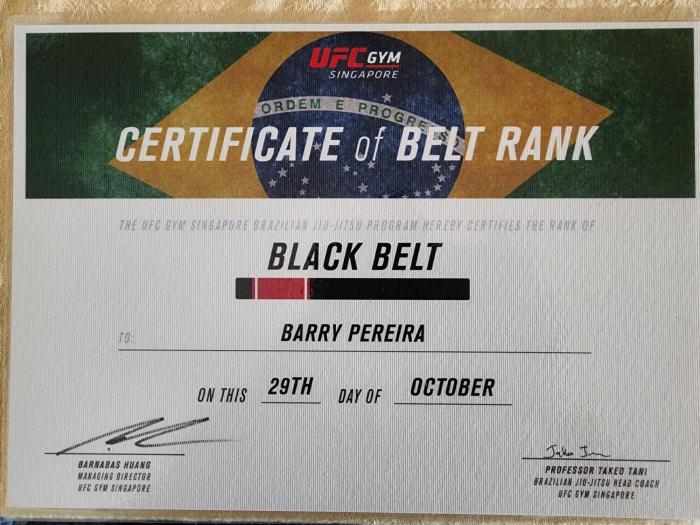 UFC GYM
SINGAPORE
ORDEM E PROGRESSO
CERTIFICATE of BELT RANK
THE UFC GYM SINGAPORE BRAZILIAN JIU-JITSU PROGRAM HEREBY CERTIFIES THE RANK OF
BLACK BELT
TO: BARRY PEREIRA
ON THIS 29TH DAY OF OCTOBER
BARNABAS HUANG
MANAGING DIRECTOR
UFC GYM SINGAPORE
PROFESSOR TAKEO TANI
BRAZILIAN JIU-JITSU HEAD COACH
UFC GYM SINGAPORE